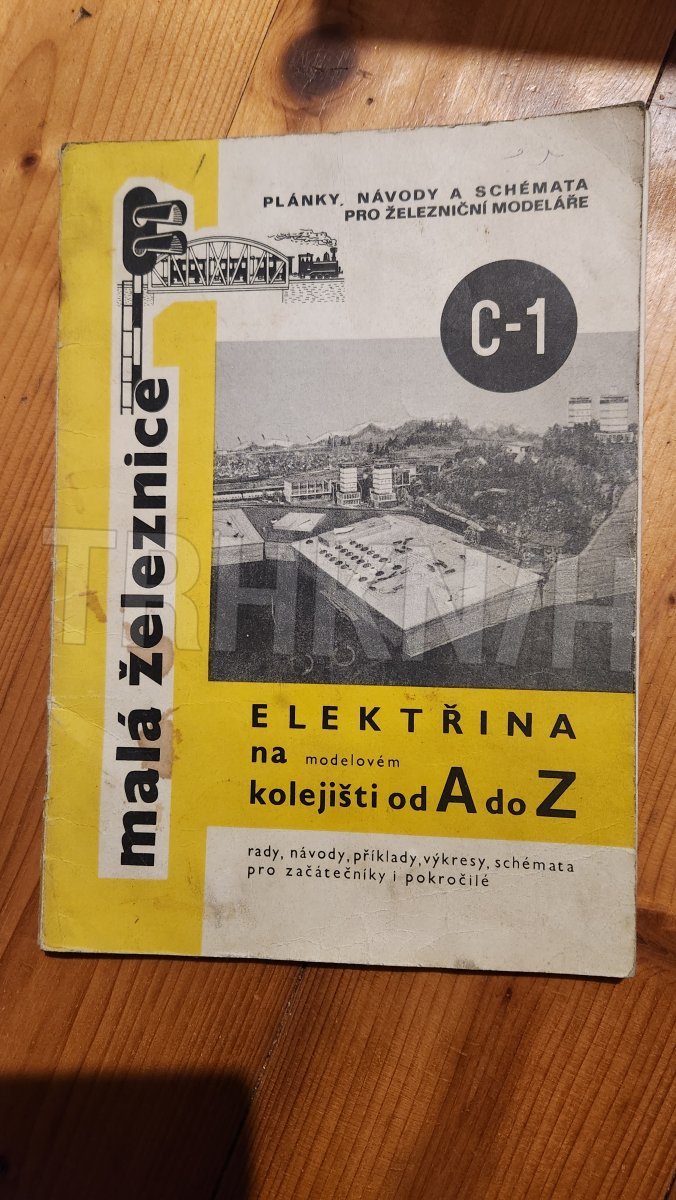 PLÁNKY, NÁVODY A SCHÉMATA
PRO ŽELEZNIČNÍ MODELÁŘE
C-1
malá železnice
TRHKNIH
ELEKTŘINA
na modelovém
kolejišti od A do Z
rady, návody, příklady, výkresy, schémata
pro začátečníky i pokročilé